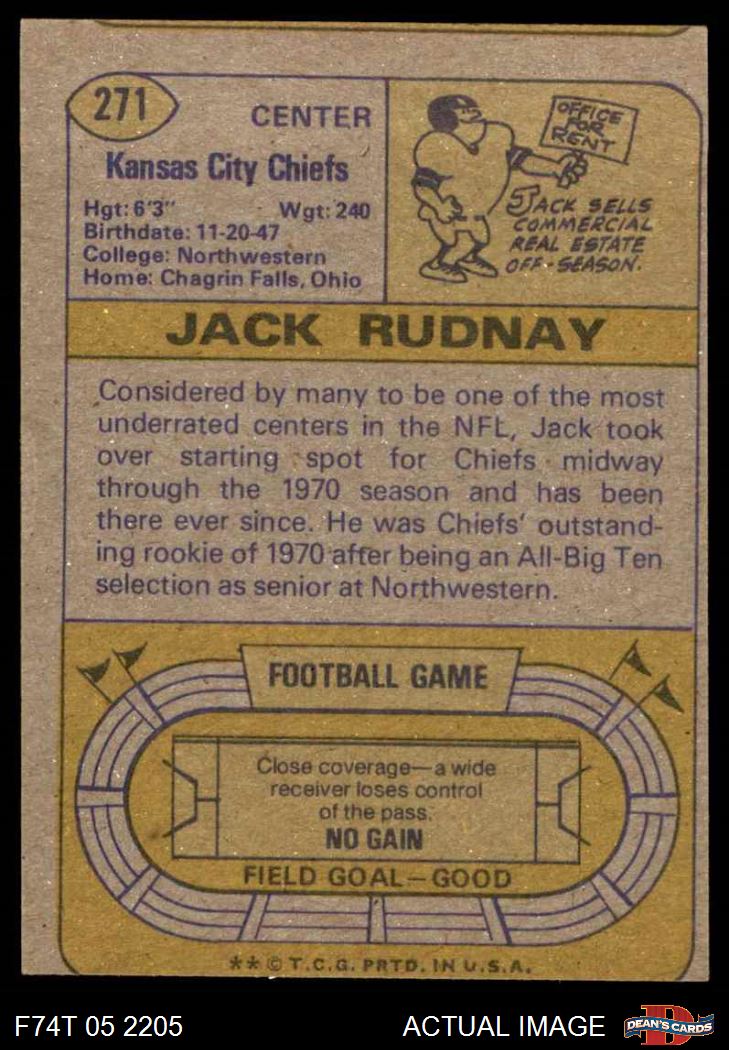 271
CENTER
Kansas City Chiefs
Hgt: 6'3" Wgt: 240
Birthdate: 11-20-47
College: Northwestern
Home: Chagrin Falls, Ohio
OFFICE
FOR
RENT
JACK SELLS
COMMERCIAL
REAL ESTATE
OFF-SEASON.
JACK RUDNAY
Considered by many to be one of the most
underrated centers in the NFL, Jack took
over starting spot for Chiefs midway
through the 1970 season and has been
there ever since. He was Chiefs' outstand-
ing rookie of 1970 after being an All-Big Ten
selection as senior at Northwestern.
FOOTBALL GAME
Close coverage—a wide
receiver loses control
of the pass.
NO GAIN
FIELD GOAL—GOOD
** © T.C.G. PRTD. IN U.S.A.
F74T 05 2205
ACTUAL IMAGE
D
DEAN'S CARDS